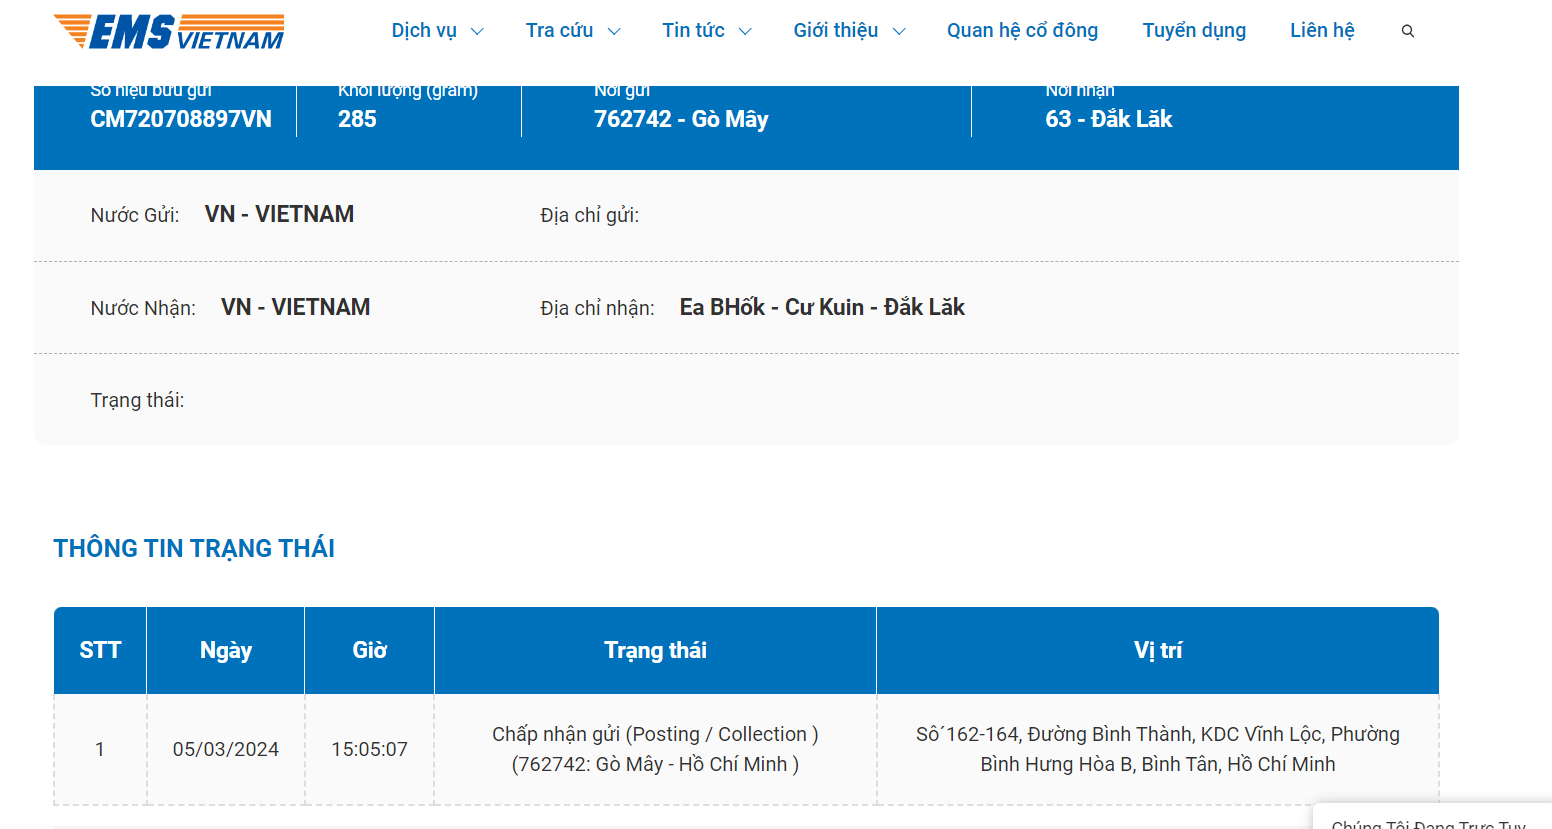 EMS VIETNAM
Dịch vụ Tra cứu Tin tức Giới thiệu Quan hệ cổ đông Tuyển dụng Liên hệ
Số hiệu bưu gửi Khối lượng (gram) Nơi gửi Nơi nhận
CM720708897VN 285 762742 - Gò Mây 63 - Đắk Lăk
Nước Gửi: VN - VIETNAM Địa chỉ gửi:
Nước Nhận: VN - VIETNAM Địa chỉ nhận: Ea BHốk - Cư Kuin - Đắk Lăk
Trạng thái:
THÔNG TIN TRẠNG THÁI
STT Ngày Giờ Trạng thái Vị trí
1 05/03/2024 15:05:07 Chấp nhận gửi (Posting / Collection ) Sô´162-164, Đường Bình Thành, KDC Vĩnh Lộc, Phường
(762742: Gò Mây - Hồ Chí Minh ) Bình Hưng Hòa B, Bình Tân, Hồ Chí Minh
Chúng Tôi Đang Trực Tuy